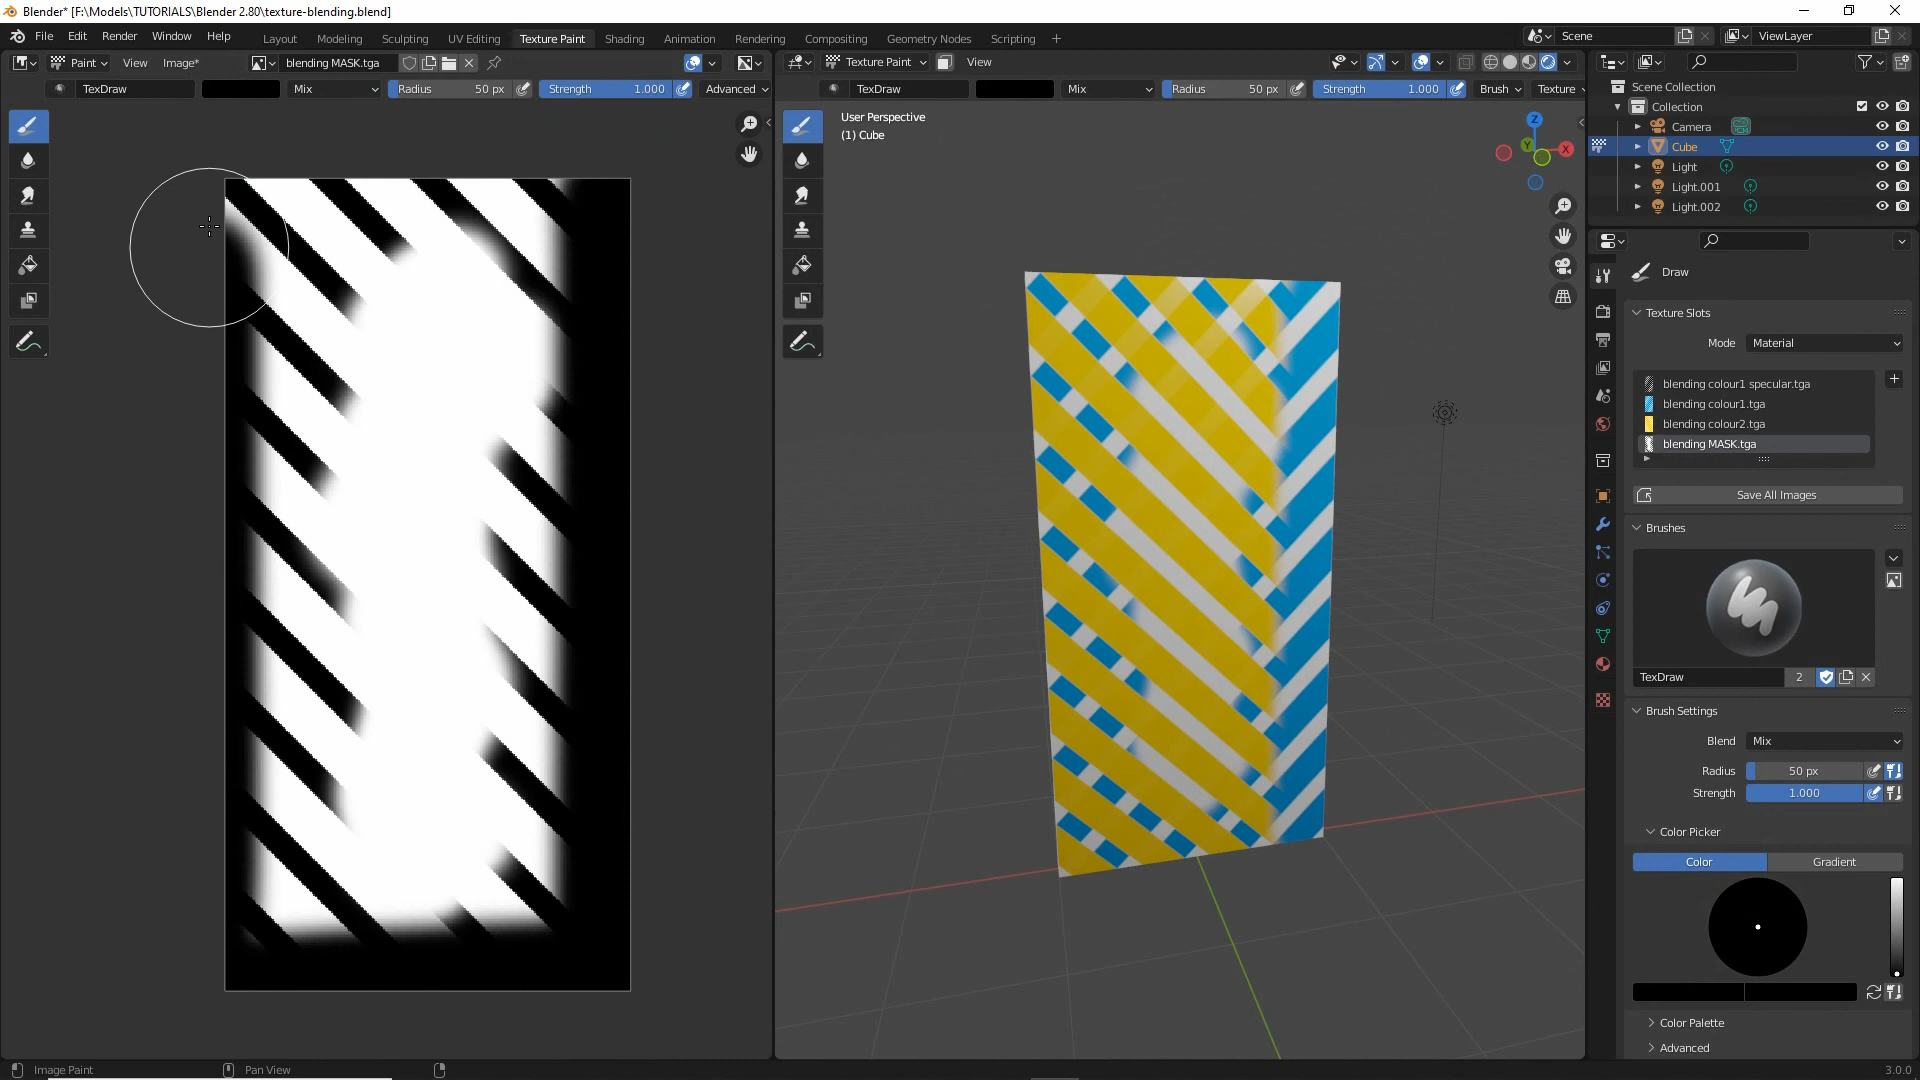 Blender* [F:\Models\TUTORIALS\Blender 2.80\texture-blending.blend]
File Edit Render Window Help Layout Modeling Sculpting UV Editing Texture Paint Shading Animation Rendering Compositing Geometry Nodes Scripting + Scene ViewLayer
Paint View Image* blending MASK.tga
TexDraw Mix Radius 50 px Strength 1.000 Advanced
Texture Paint View
TexDraw Mix Radius 50 px Strength 1.000 Brush Texture
User Perspective
(1) Cube
Z
Y
X
Scene Collection
Collection
Camera
Cube
Light
Light.001
Light.002
Draw
Texture Slots
Mode Material
blending colour1 specular.tga
blending colour1.tga
blending colour2.tga
blending MASK.tga
Save All Images
Brushes
TexDraw 2
Brush Settings
Blend Mix
Radius 50 px
Strength 1.000
Color Picker
Color Gradient
Color Palette
Advanced
Image Paint Pan View 3.0.0